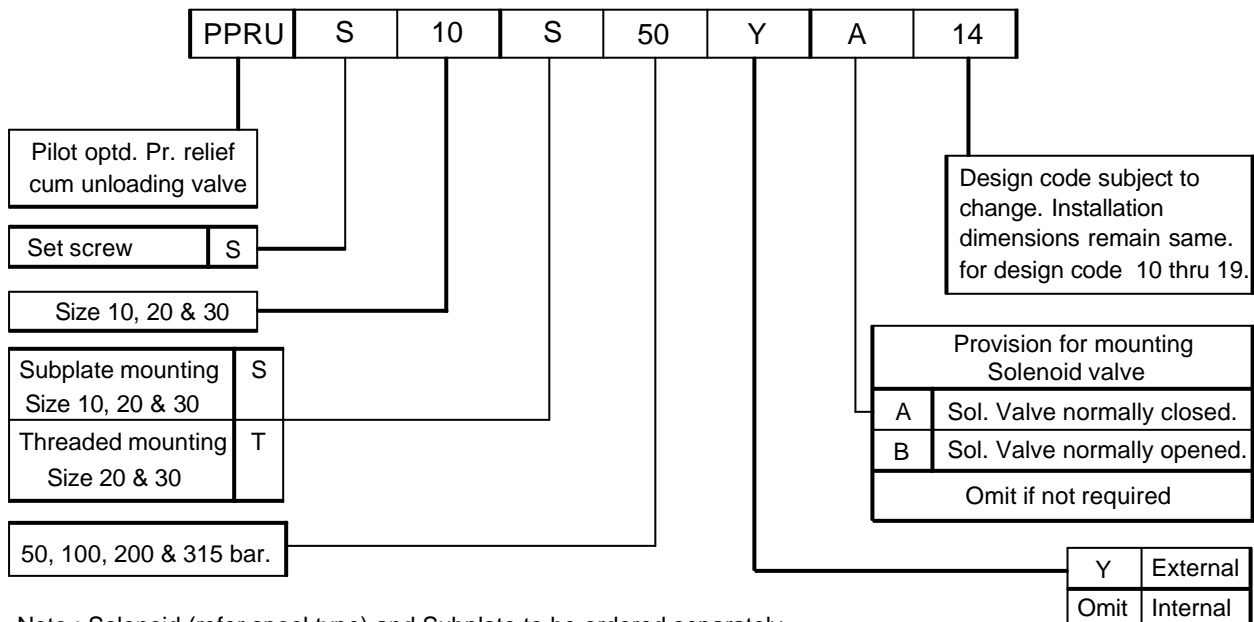 PPRU S 10 S 50 Y A 14
Pilot optd. Pr. relief
cum unloading valve
Set screw S
Size 10, 20 & 30
Subplate mounting S
Size 10, 20 & 30
Threaded mounting T
Size 20 & 30
50, 100, 200 & 315 bar.
Design code subject to
change. Installation
dimensions remain same.
for design code 10 thru 19.
Provision for mounting
Solenoid valve
A Sol. Valve normally closed.
B Sol. Valve normally opened.
Omit if not required
Y External
Omit Internal
Note : Solenoid (refer spool type) and Subplate to be ordered separately